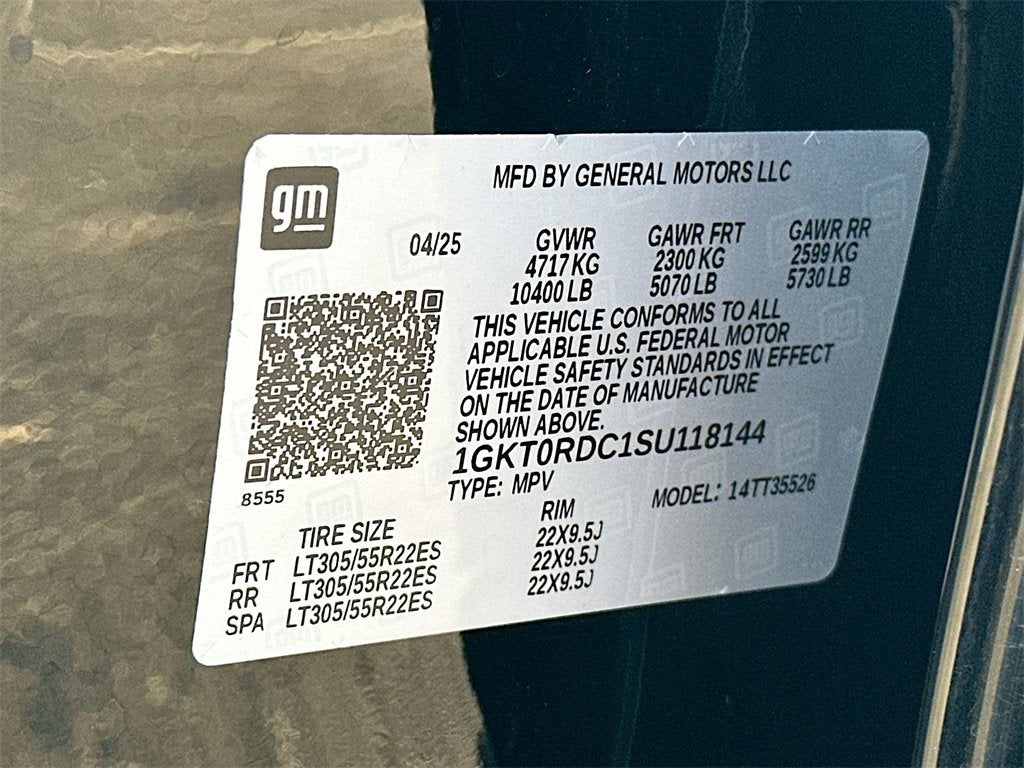 gm
MFD BY GENERAL MOTORS LLC
04/25 GVWR GAWR FRT GAWR RR
4717 KG 2300 KG 2599 KG
10400 LB 5070 LB 5730 LB
THIS VEHICLE CONFORMS TO ALL
APPLICABLE U.S. FEDERAL MOTOR
VEHICLE SAFETY STANDARDS IN EFFECT
ON THE DATE OF MANUFACTURE
SHOWN ABOVE.
1GKT0RDC1SU118144
8555
TYPE: MPV MODEL: 14TT35526
TIRE SIZE RIM
FRT LT305/55R22ES 22X9.5J
RR LT305/55R22ES 22X9.5J
SPA LT305/55R22ES 22X9.5J